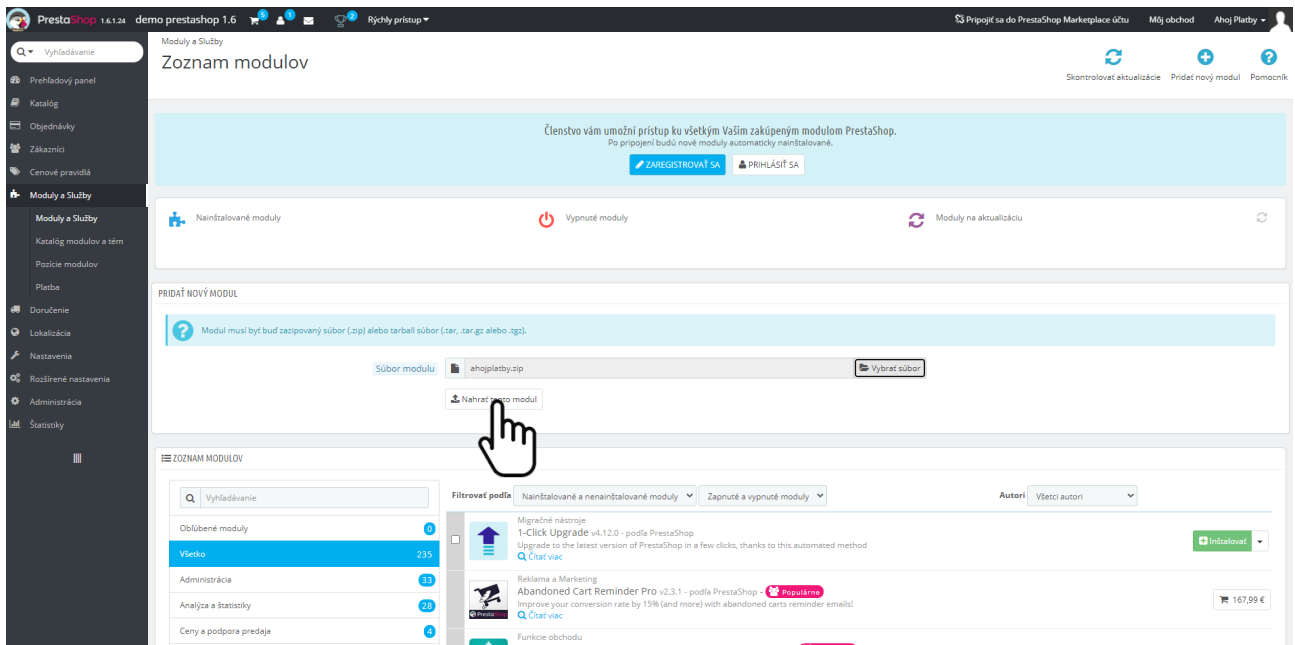 PrestaShop 1.6.1.24 demo prestashop 1.6 5 1 2 Rýchly prístup Pripojiť sa do PrestaShop Marketplace účtu Môj obchod Ahoj Platby
Vyhľadávanie
Prehľadový panel
Katalóg
Objednávky
Zákazníci
Cenové pravidlá
Moduly a Služby
Moduly a Služby
Katalóg modulov a tém
Pozície modulov
Platba
Doručenie
Lokalizácia
Nastavenia
Rozšírené nastavenia
Administrácia
Štatistiky
Moduly a Služby
Zoznam modulov
Skontrolovať aktualizácie Pridať nový modul Pomocník
Členstvo vám umožní prístup ku všetkým Vašim zakúpeným modulom PrestaShop.
Po pripojení budú nové moduly automaticky nainštalované.
ZAREGISTROVAŤ SA PRIHLÁSIŤ SA
Nainštalované moduly Vypnuté moduly Moduly na aktualizáciu
PRIDAŤ NOVÝ MODUL
Modul musí byť buď zazipovaný súbor (.zip) alebo tarball súbor (.tar, .tar.gz alebo .tgz).
Súbor modulu ahojplatby.zip Vybrať súbor
Nahrať tento modul
ZOZNAM MODULOV
Vyhľadávanie
Obľúbené moduly 0
Všetko 235
Administrácia 33
Analýza a štatistiky 28
Ceny a podpora predaja 4
Filtrovať podľa Nainštalované a nenainštalované moduly Zapnuté a vypnuté moduly Autori Všetci autori
Migračné nástroje
1-Click Upgrade v4.12.0 - podľa PrestaShop
Upgrade to the latest version of PrestaShop in a few clicks, thanks to this automated method
Čítať viac
Inštalovať
Reklama a Marketing
Abandoned Cart Reminder Pro v2.3.1 - podľa PrestaShop - Populárne
Improve your conversion rate by 15% (and more) with abandoned carts reminder emails!
Čítať viac
167,99 €
PrestaShop
Funkcie obchodu